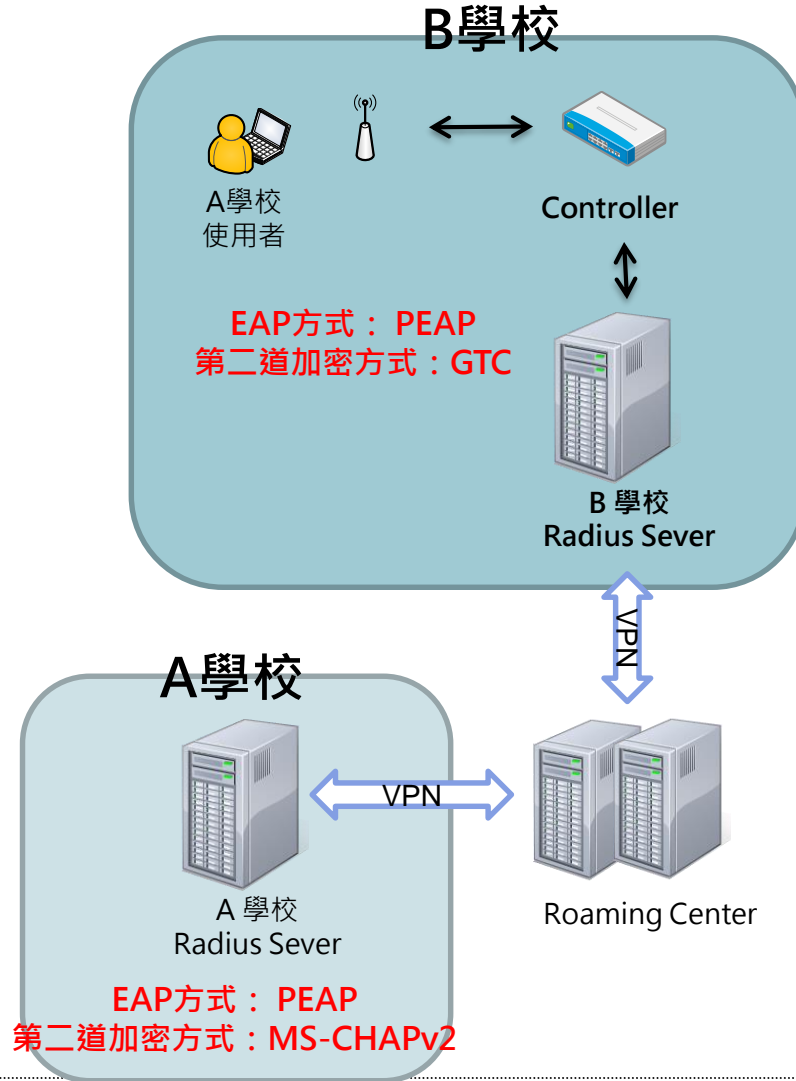 B學校
A學校
使用者
Controller
EAP方式： PEAP
第二道加密方式：GTC
B 學校
Radius Sever
VPN
A學校
VPN
A 學校
Radius Sever
Roaming Center
EAP方式： PEAP
第二道加密方式：MS-CHAPv2